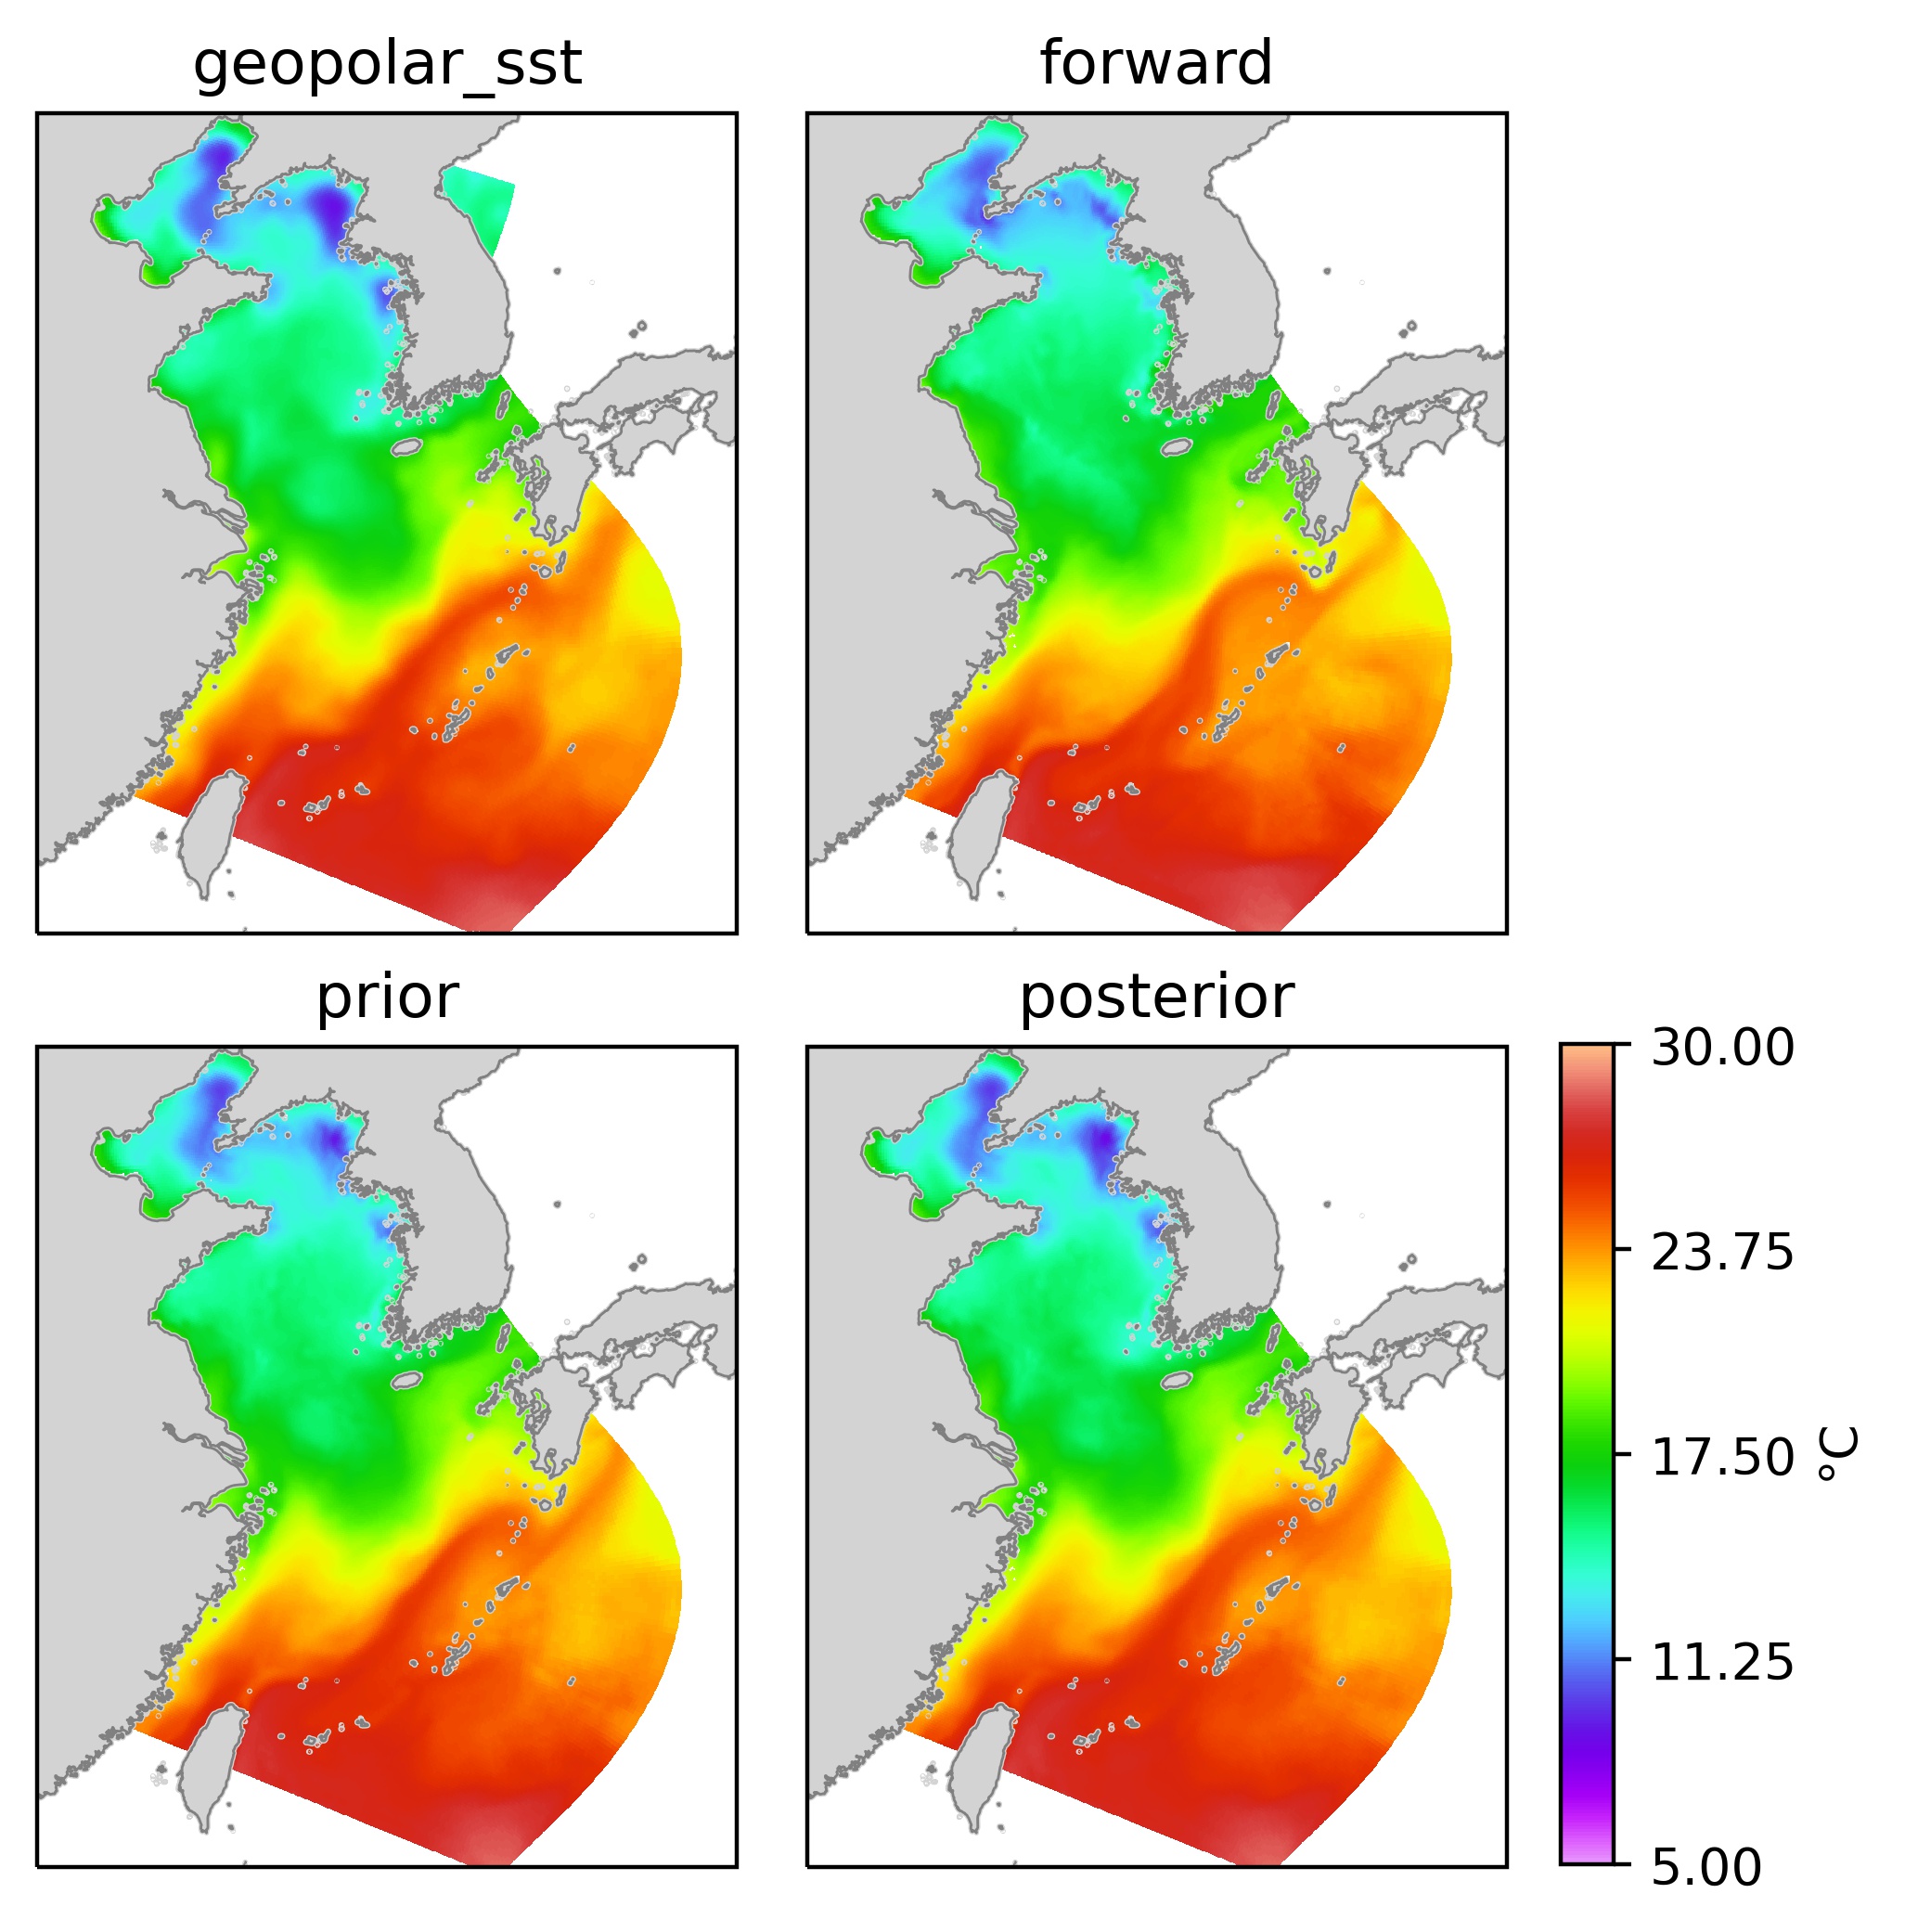 geopolar_sst
forward
prior
posterior
30.00
23.75
17.50
11.25
5.00
°C